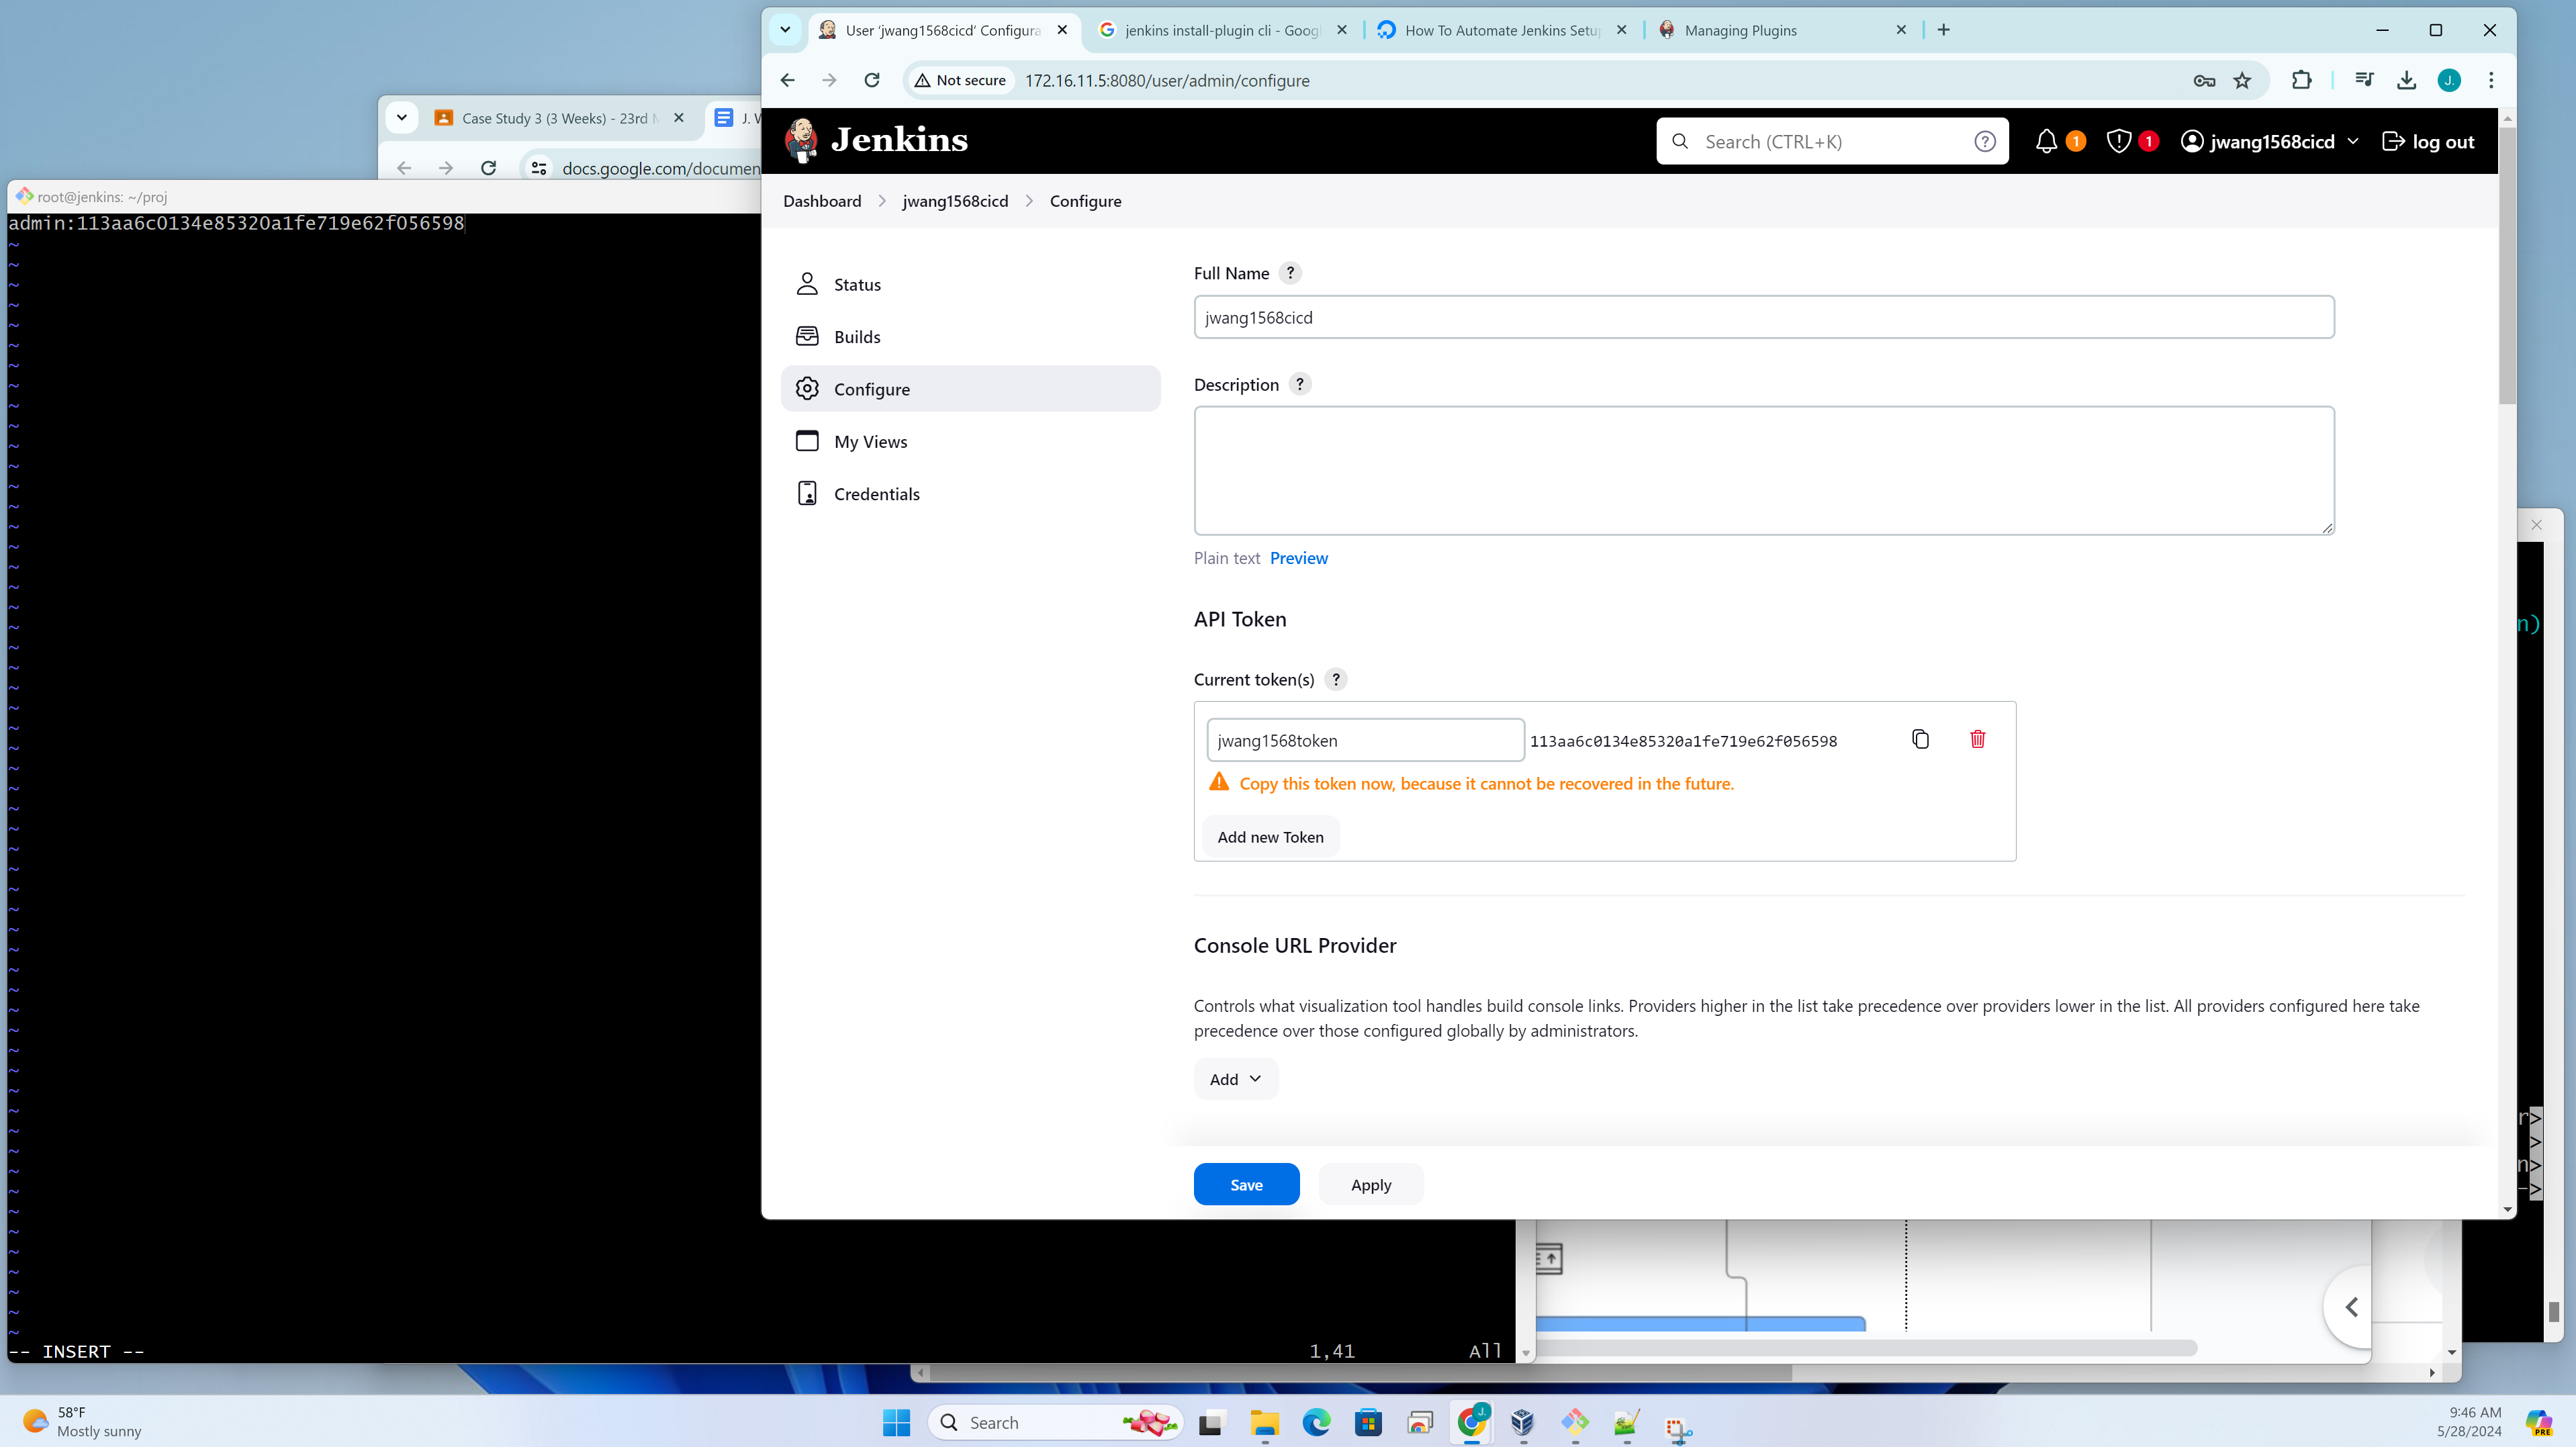 User ‘jwang1568cicd’ Configura
jenkins install-plugin cli - Goog
How To Automate Jenkins Setu
Managing Plugins
Not secure
172.16.11.5:8080/user/admin/configure
J.
Case Study 3 (3 Weeks) - 23rd
J. W
docs.google.com/documen
Jenkins
Search (CTRL+K)
1
1
jwang1568cicd
log out
root@jenkins: ~/proj
admin:113aa6c0134e85320a1fe719e62f056598
Dashboard
jwang1568cicd
Configure
Status
Builds
Configure
My Views
Credentials
Full Name ?
jwang1568cicd
Description ?
Plain text Preview
API Token
Current token(s) ?
jwang1568token
113aa6c0134e85320a1fe719e62f056598
Copy this token now, because it cannot be recovered in the future.
Add new Token
Console URL Provider
Controls what visualization tool handles build console links. Providers higher in the list take precedence over providers lower in the list. All providers configured here take
precedence over those configured globally by administrators.
Add
Save
Apply
n)
r>
>
n>
->
-- INSERT --
1,41
All
58°F
Mostly sunny
Search
J.
9:46 AM
5/28/2024
PRE